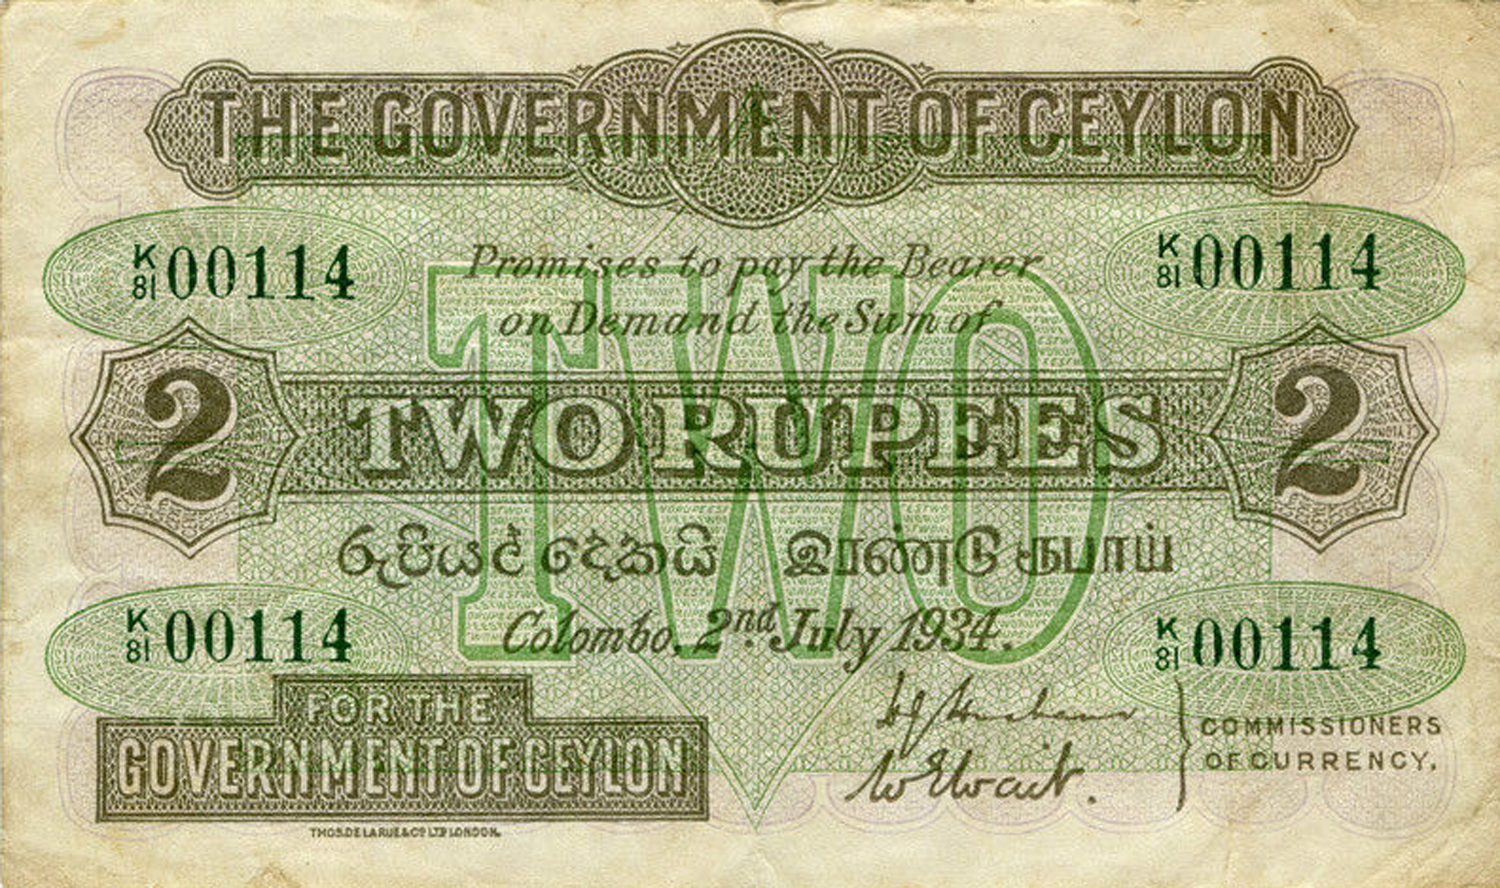 THE GOVERNMENT OF CEYLON
K/81 00114
K/81 00114
Promises to pay the Bearer
on Demand the Sum of
TWO
2 TWO RUPEES 2
රුපියල් දෙකයි இரண்டு ரூபாய்
K/81 00114
K/81 00114
Colombo, 2nd. July 1934.
FOR THE
GOVERNMENT OF CEYLON
W E Wait.
COMMISSIONERS
OF CURRENCY.
THOS. DE LA RUE & CO. LTD LONDON.